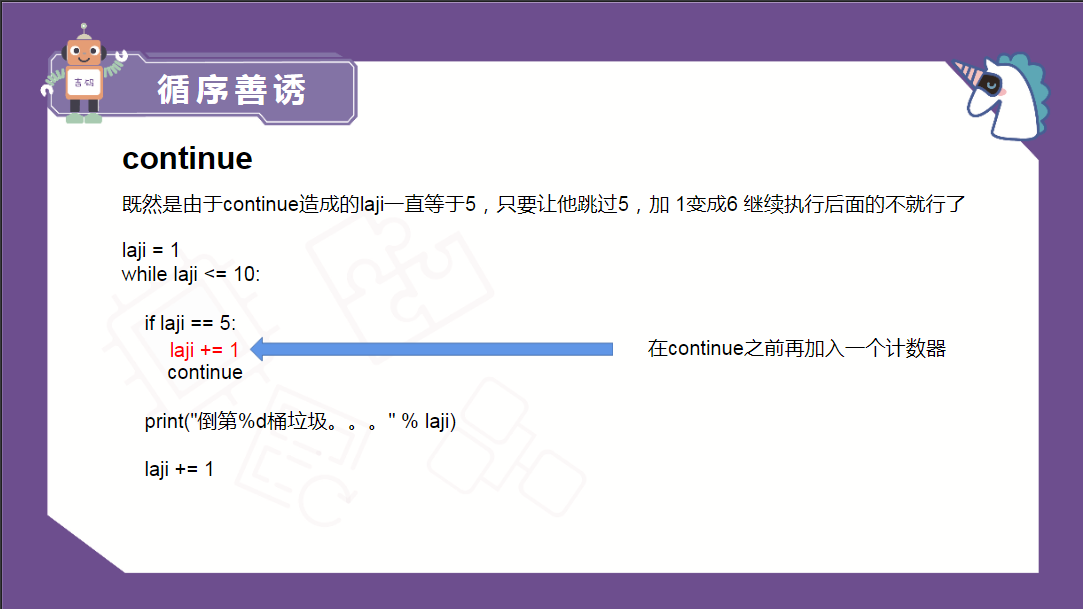 吉码
循序善诱
continue
既然是由于continue造成的laji一直等于5，只要让他跳过5，加 1变成6 继续执行后面的不就行了
laji = 1
while laji <= 10:
if laji == 5:
laji += 1
在continue之前再加入一个计数器
continue
print("倒第%d桶垃圾。。。" % laji)
laji += 1